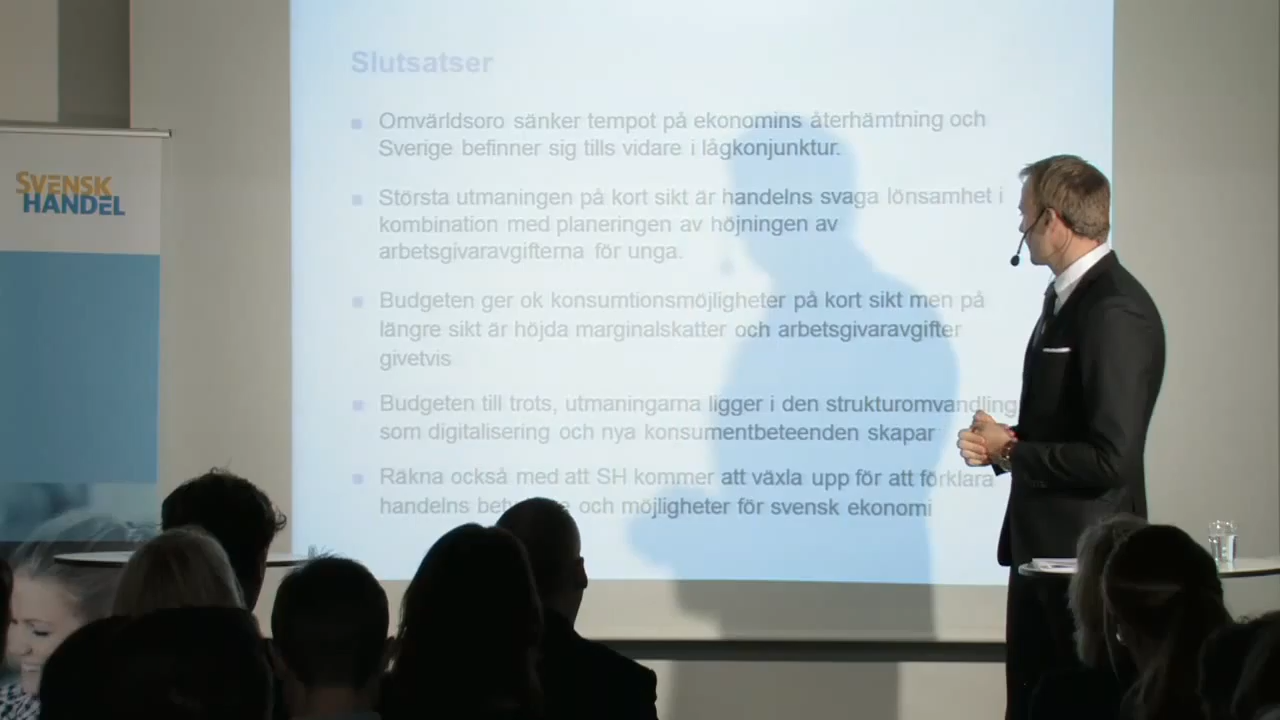 SVENSK
HANDEL
Slutsatser
Omvärldsoro sänker tempot på ekonomins återhämtning och
Sverige befinner sig tills vidare i lågkonjunktur.
Största utmaningen på kort sikt är handelns svaga lönsamhet i
kombination med planeringen av höjningen av
arbetsgivaravgifterna för unga.
Budgeten ger ok konsumtionsmöjligheter på kort sikt men på
längre sikt är höjda marginalskatter och arbetsgivaravgifter
givetvis
Budgeten till trots, utmaningarna ligger i den strukturomvandling
som digitalisering och nya konsumentbeteenden skapar
Räkna också med att SH kommer att växla upp för att förklara
handelns och möjligheter för svensk ekonomi